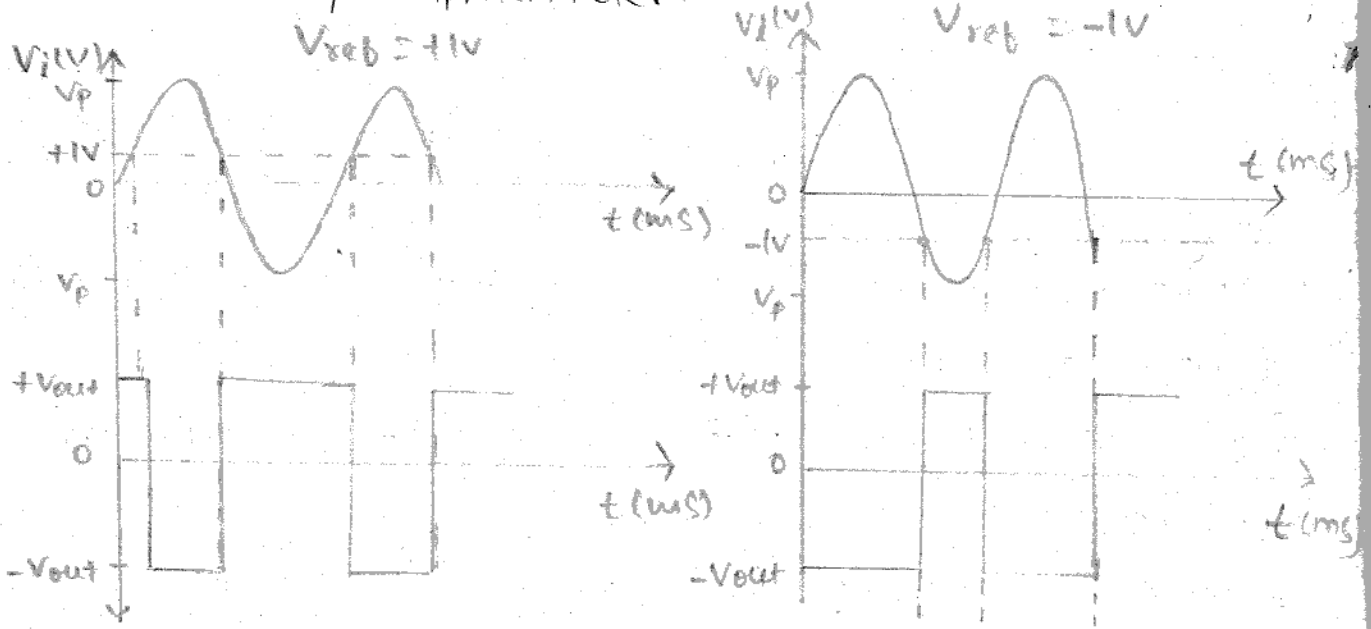 Vref = +1V
Vi(V)
Vp
+1V
0
t(ms)
Vp
+Vout
0
t(ms)
-Vout
Vref = -1V
Vi(V)
Vp
t(ms)
0
-1V
Vp
+Vout
0
t(ms)
-Vout